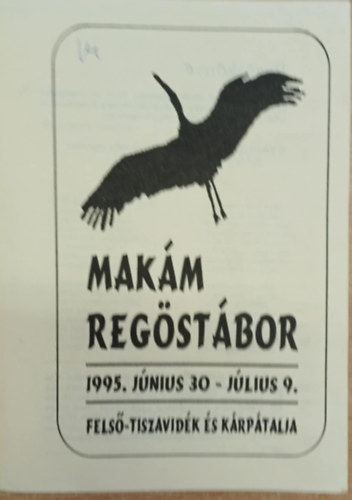 MAKÁM
REGÖSTÁBOR
1995. JÚNIUS 30 - JÚLIUS 9.
FELSŐ-TISZAVIDÉK ÉS KÁRPÁTALJA